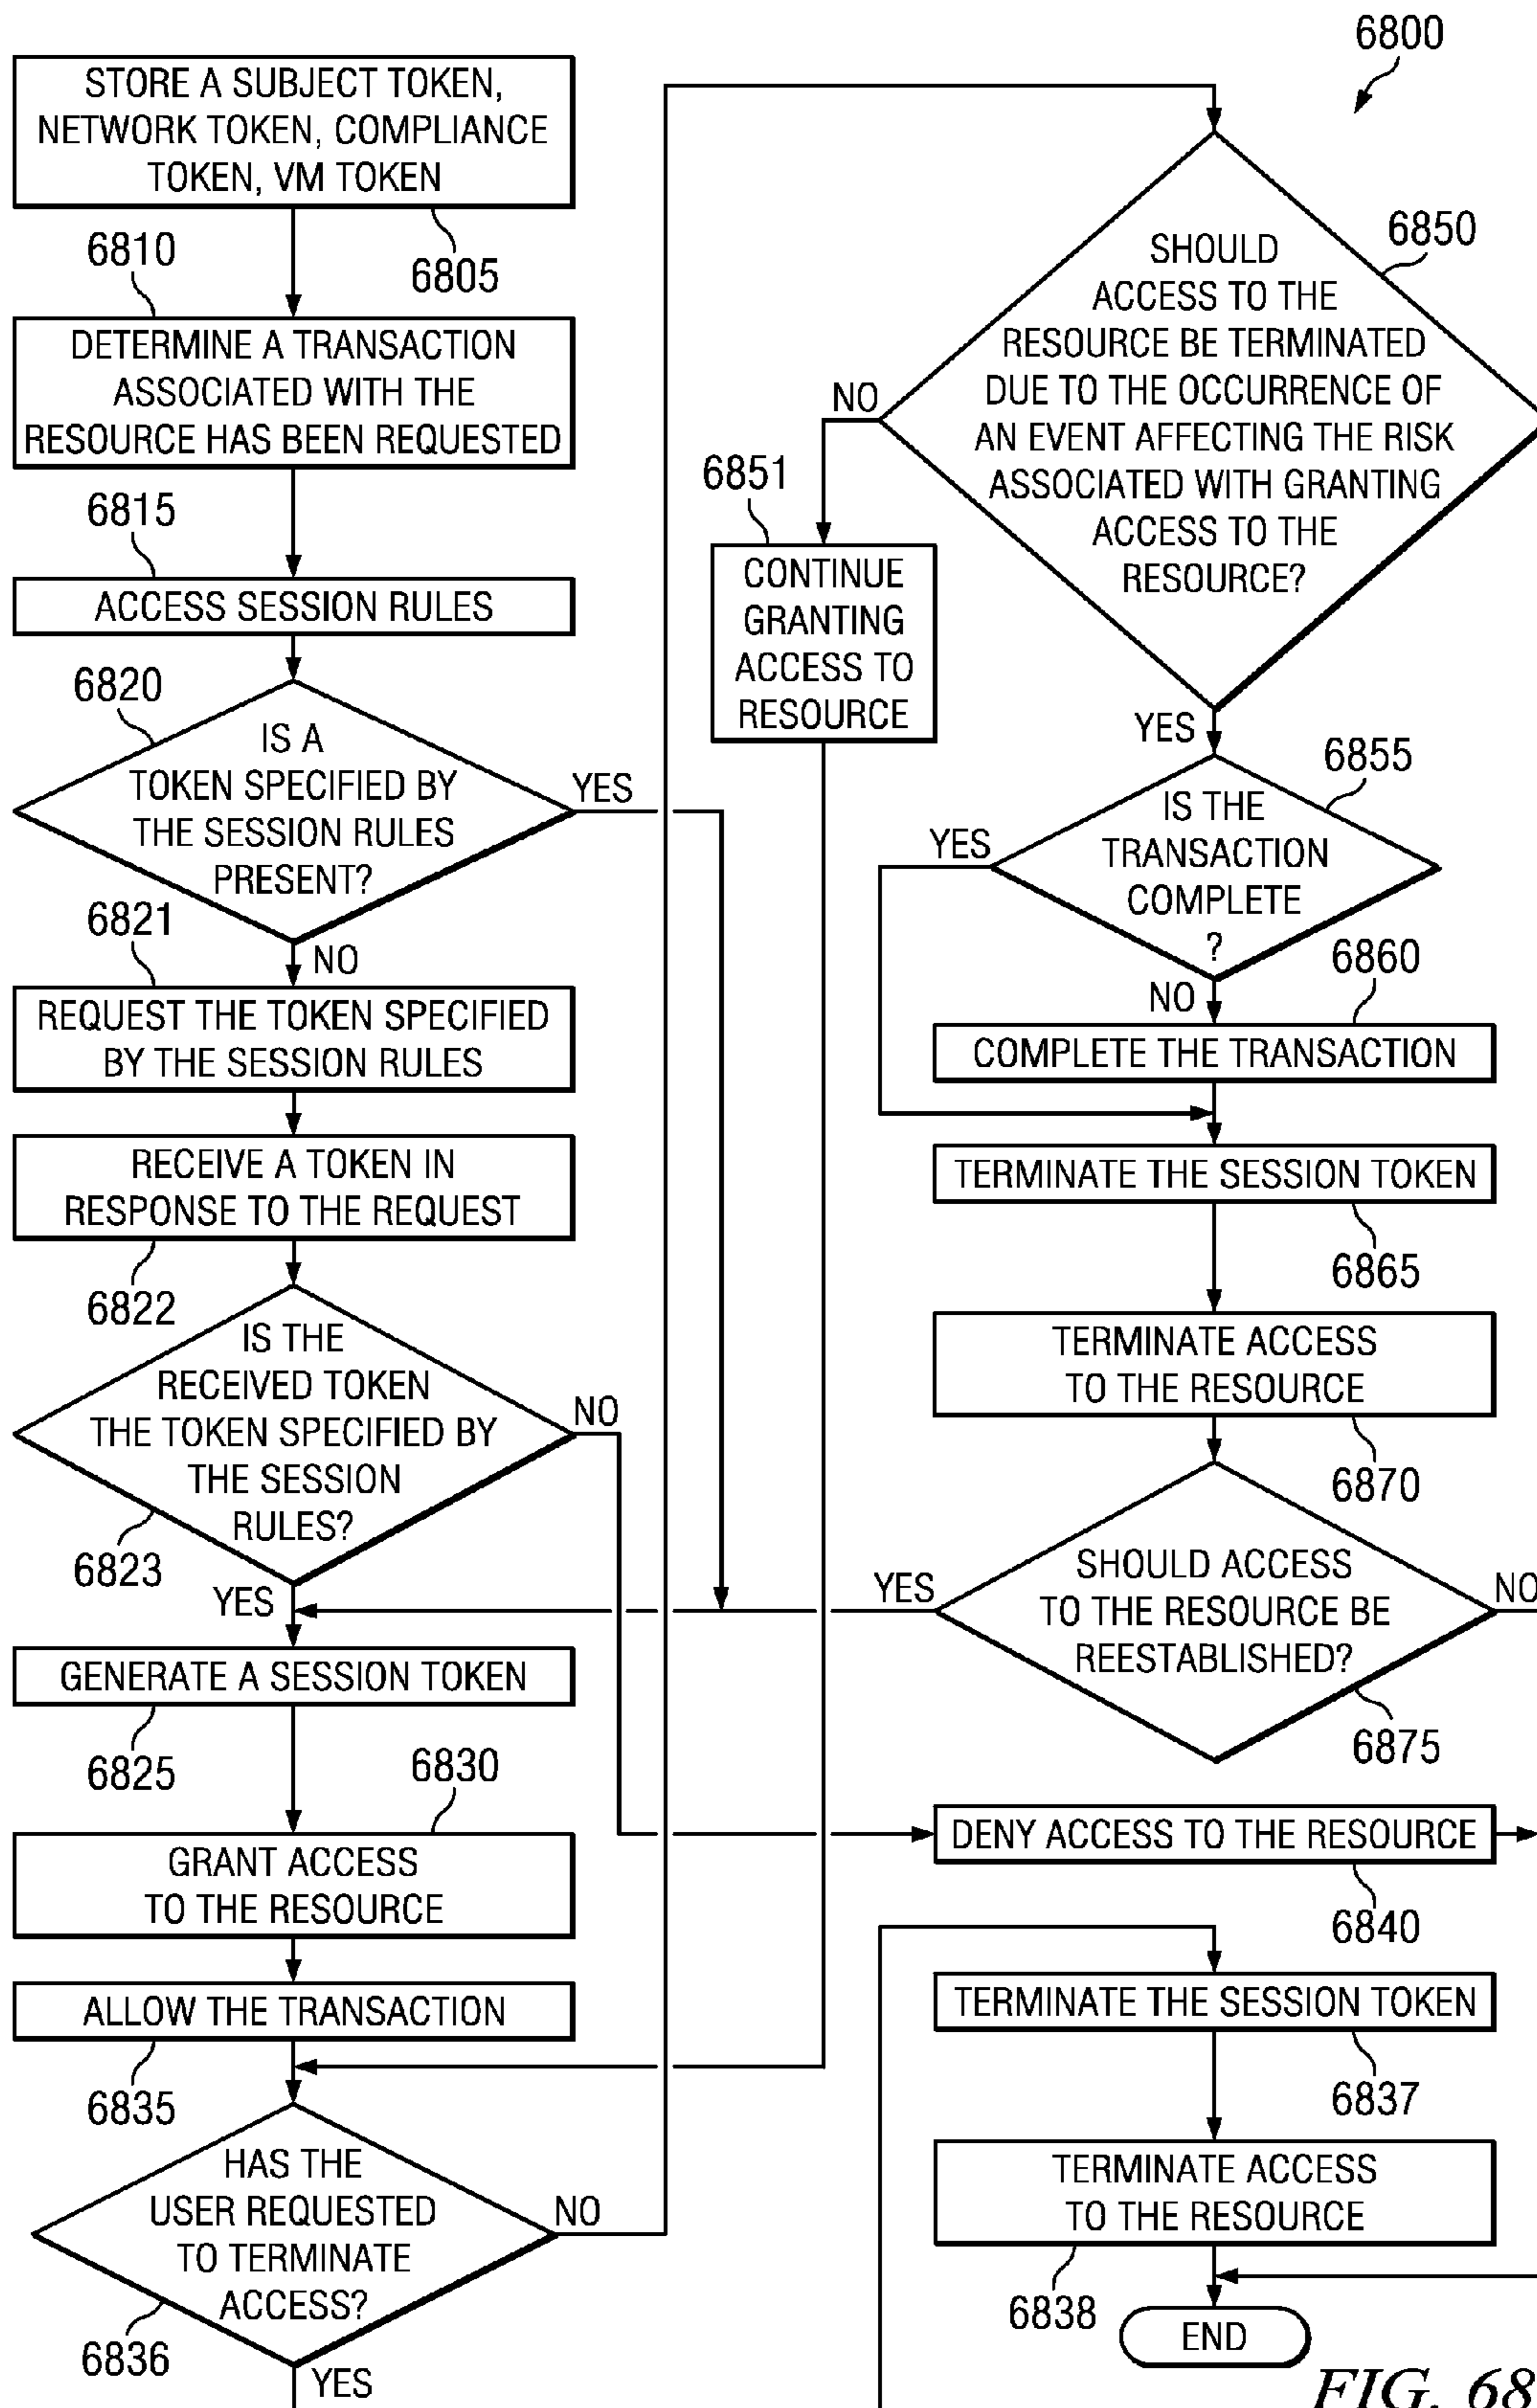 6800
STORE A SUBJECT TOKEN,
NETWORK TOKEN, COMPLIANCE
TOKEN, VM TOKEN
6805
6810
DETERMINE A TRANSACTION
ASSOCIATED WITH THE
RESOURCE HAS BEEN REQUESTED
6815
ACCESS SESSION RULES
6820
IS A
TOKEN SPECIFIED BY
THE SESSION RULES
PRESENT?
YES
NO
6821
REQUEST THE TOKEN SPECIFIED
BY THE SESSION RULES
RECEIVE A TOKEN IN
RESPONSE TO THE REQUEST
6822
IS THE
RECEIVED TOKEN
THE TOKEN SPECIFIED BY
THE SESSION
RULES?
NO
6823
YES
GENERATE A SESSION TOKEN
6825
6830
GRANT ACCESS
TO THE RESOURCE
ALLOW THE TRANSACTION
6835
HAS THE
USER REQUESTED
TO TERMINATE
ACCESS?
NO
6836
YES
6850
SHOULD
ACCESS TO THE
RESOURCE BE TERMINATED
DUE TO THE OCCURRENCE OF
AN EVENT AFFECTING THE RISK
ASSOCIATED WITH GRANTING
ACCESS TO THE
RESOURCE?
NO
6851
CONTINUE
GRANTING
ACCESS TO
RESOURCE
YES
6855
IS THE
TRANSACTION
COMPLETE
?
YES
NO
6860
COMPLETE THE TRANSACTION
TERMINATE THE SESSION TOKEN
6865
TERMINATE ACCESS
TO THE RESOURCE
6870
SHOULD ACCESS
TO THE RESOURCE BE
REESTABLISHED?
YES
NO
6875
DENY ACCESS TO THE RESOURCE
6840
TERMINATE THE SESSION TOKEN
6837
TERMINATE ACCESS
TO THE RESOURCE
6838
END
FIG. 68